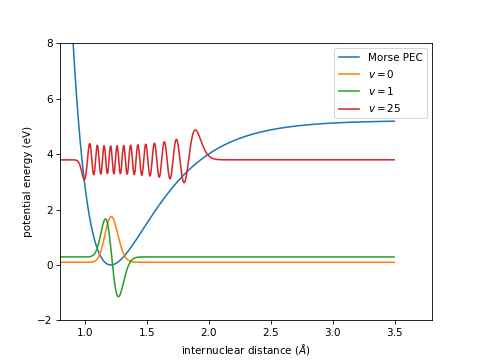 8
6
4
2
0
−2
potential energy (eV)
Morse PEC
v = 0
v = 1
v = 25
1.0 1.5 2.0 2.5 3.0 3.5
internuclear distance (Å)